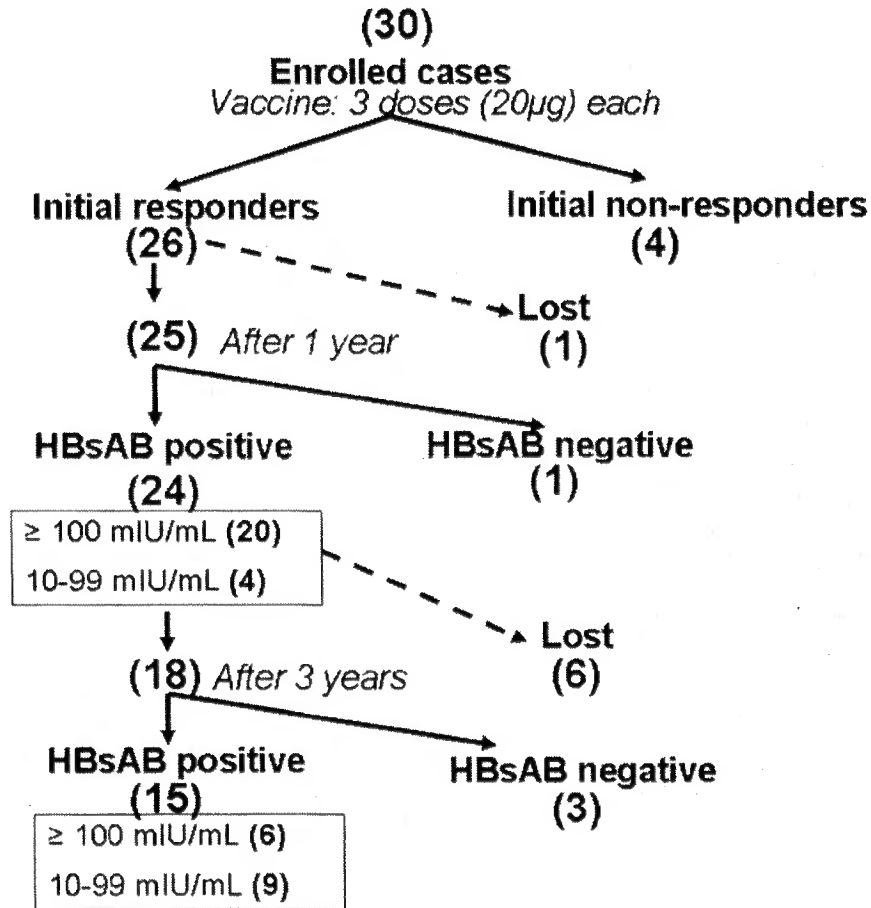 (30)
Enrolled cases
Vaccine: 3 doses (20µg) each
Initial responders
(26)
Initial non-responders
(4)
Lost
(1)
(25) After 1 year
HBsAB positive
(24)
HBsAB negative
(1)
≥ 100 mIU/mL (20)
10-99 mIU/mL (4)
Lost
(6)
(18) After 3 years
HBsAB positive
(15)
HBsAB negative
(3)
≥ 100 mIU/mL (6)
10-99 mIU/mL (9)